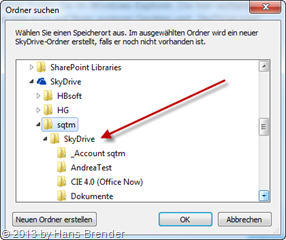 Ordner suchen
Wählen Sie einen Speicherort aus. Im ausgewählten Ordner wird ein neuer
SkyDrive-Ordner erstellt, falls er noch nicht vorhanden ist.
SharePoint Libraries
SkyDrive
HBsoft
HG
sqtm
SkyDrive
_Account sqtm
AndreaTest
CIE 4.0 (Office Now)
Dokumente
Neuen Ordner erstellen
OK
Abbrechen
© 2013 by Hans Brender